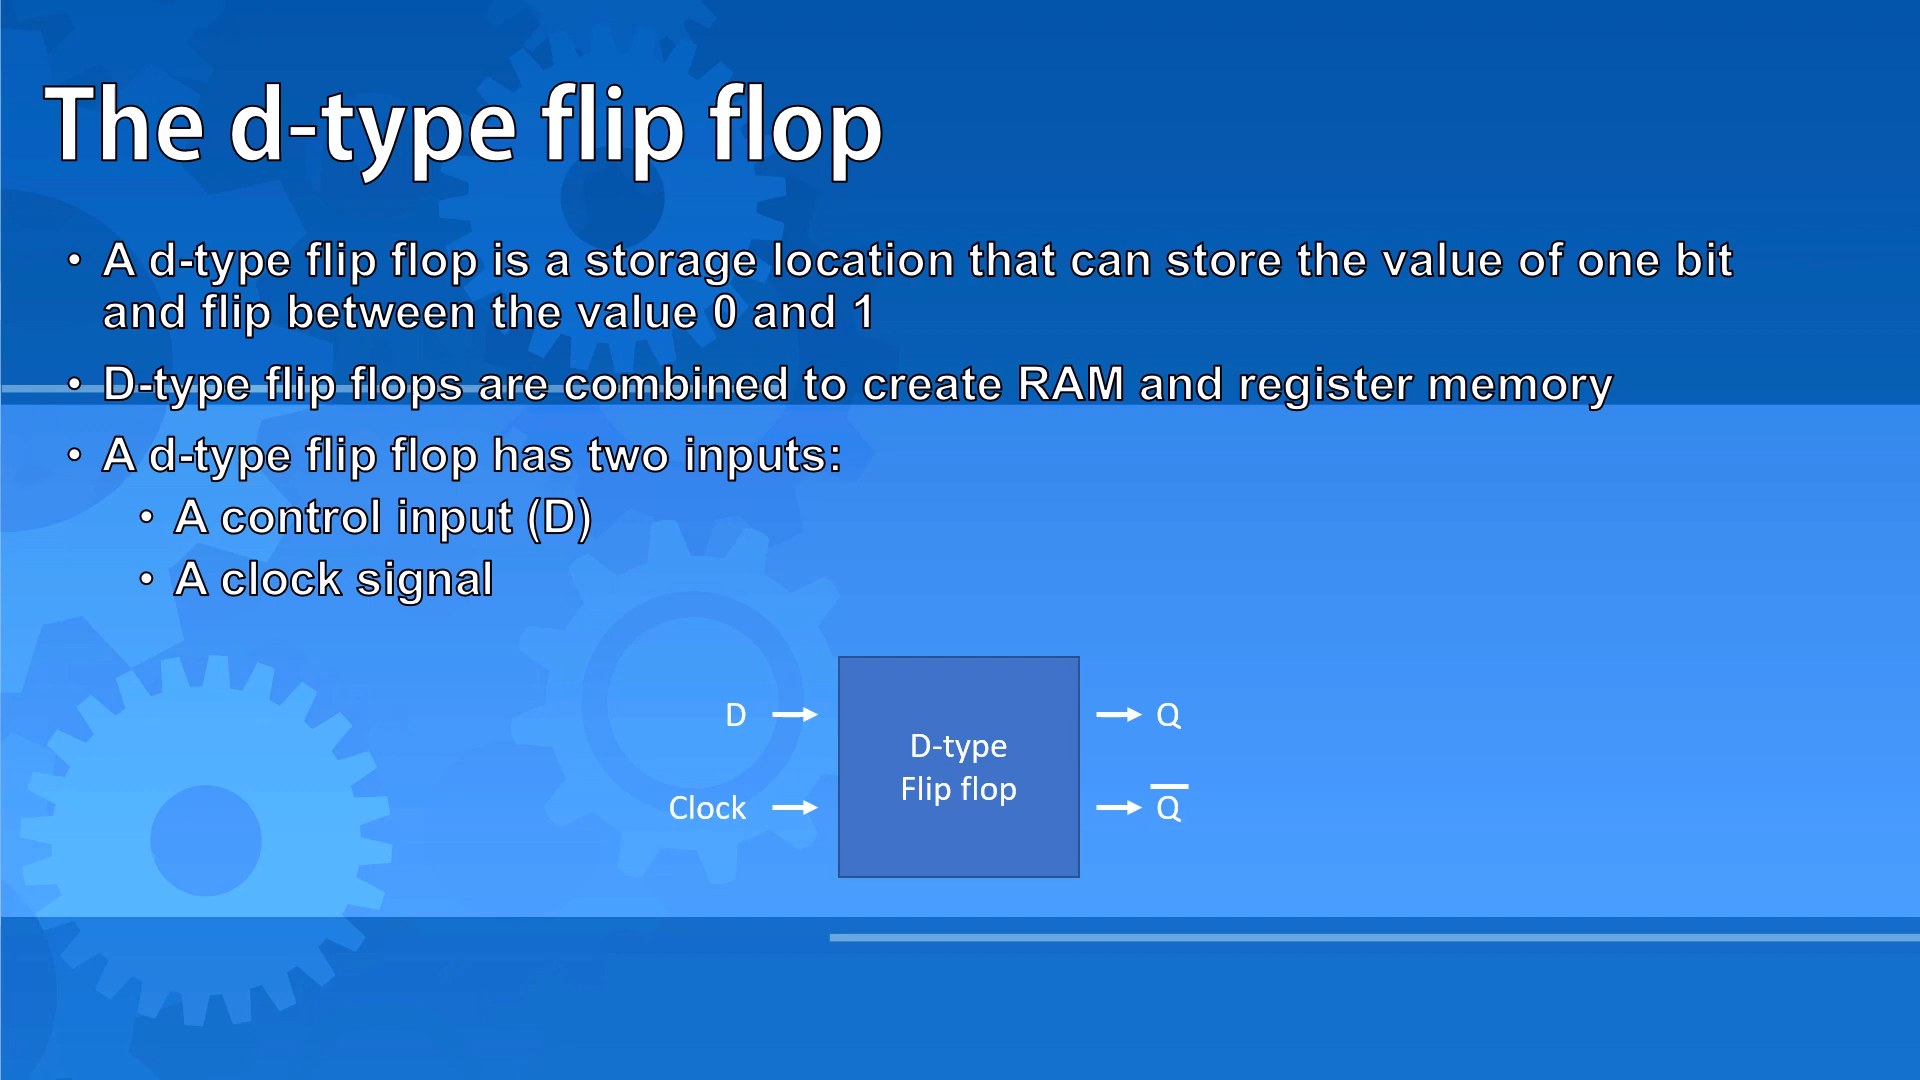 The d-type flip flop
• A d-type flip flop is a storage location that can store the value of one bit
and flip between the value 0 and 1
• D-type flip flops are combined to create RAM and register memory
• A d-type flip flop has two inputs:
• A control input (D)
• A clock signal
D → → Q
D-type
Flip flop
Clock → → Q̅